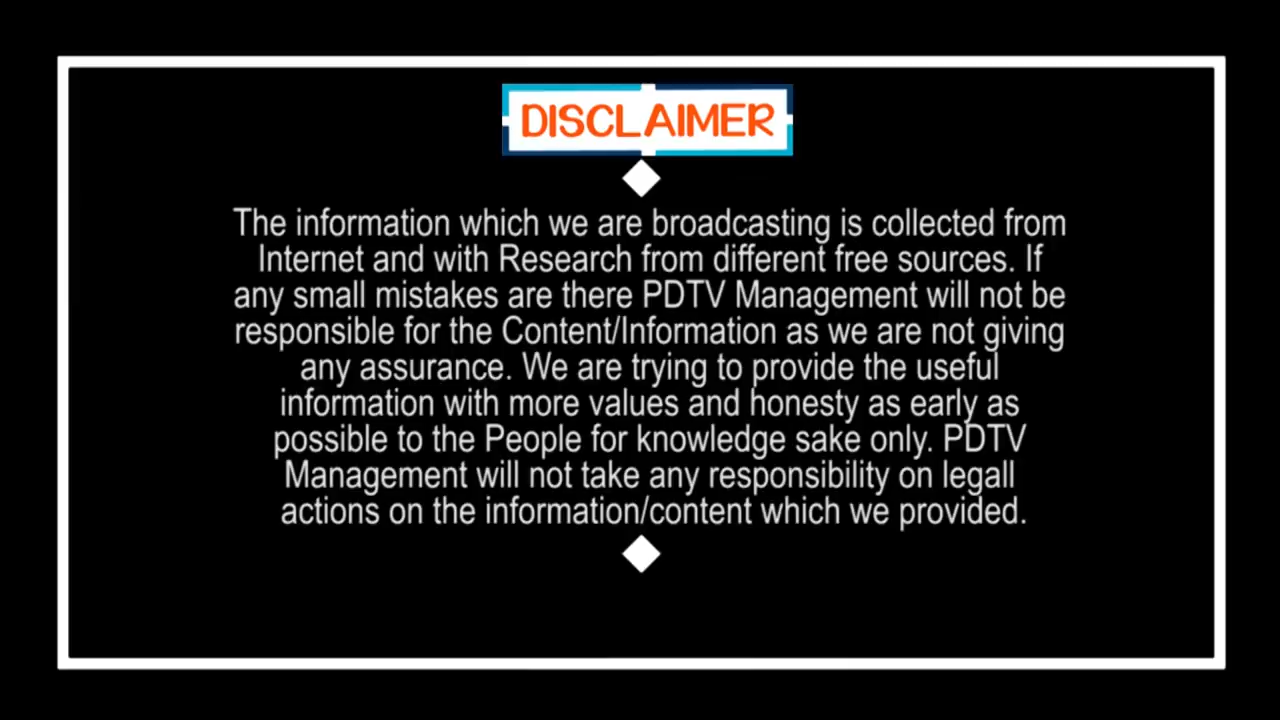 DISCLAIMER
The information which we are broadcasting is collected from
Internet and with Research from different free sources. If
any small mistakes are there PDTV Management will not be
responsible for the Content/Information as we are not giving
any assurance. We are trying to provide the useful
information with more values and honesty as early as
possible to the People for knowledge sake only. PDTV
Management will not take any responsibility on legall
actions on the information/content which we provided.